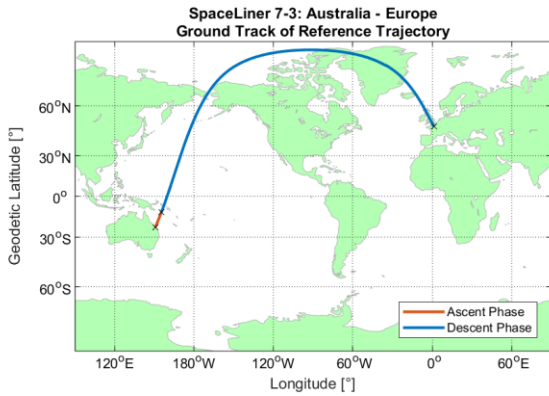 SpaceLiner 7-3: Australia - Europe
Ground Track of Reference Trajectory
Geodetic Latitude [°]
60°N
30°N
0°
30°S
60°S
Ascent Phase
Descent Phase
120°E
180°W
120°W
60°W
0°
60°E
Longitude [°]